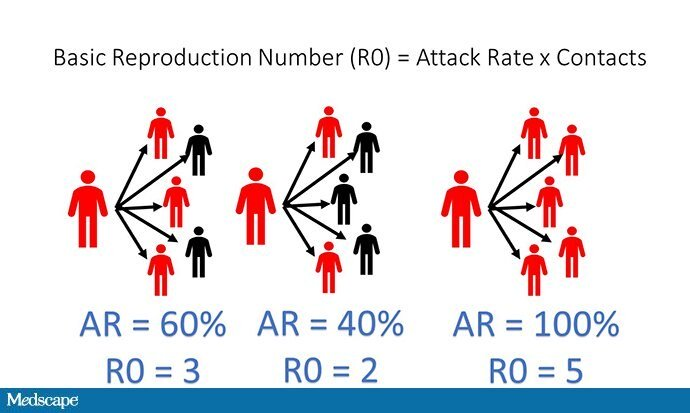 Basic Reproduction Number (R0) = Attack Rate x Contacts
AR = 60% AR = 40% AR = 100%
R0 = 3 R0 = 2 R0 = 5
Medscape